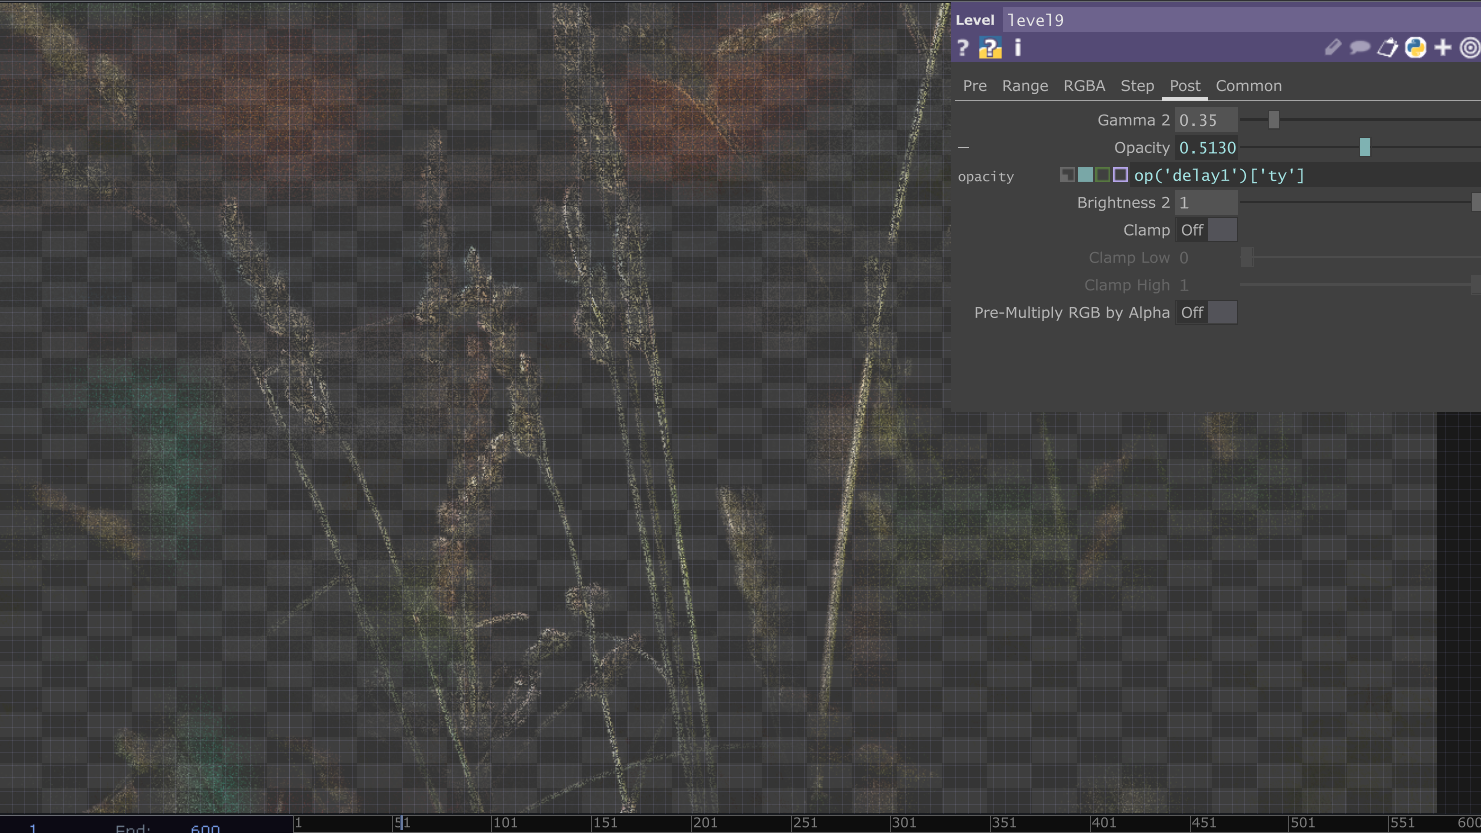 Level level9
? ? i
Pre Range RGBA Step Post Common
Gamma 2 0.35
Opacity 0.5130
opacity op('delay1')['ty']
Brightness 2 1
Clamp Off
Clamp Low 0
Clamp High 1
Pre-Multiply RGB by Alpha Off
1 End: 600 1 51 101 151 201 251 301 351 401 451 501 551 600